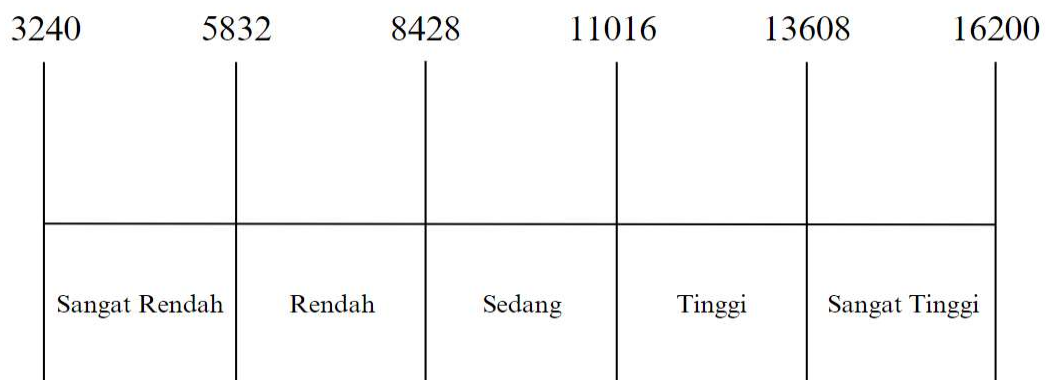 3240 5832 8428 11016 13608 16200
Sangat Rendah Rendah Sedang Tinggi Sangat Tinggi